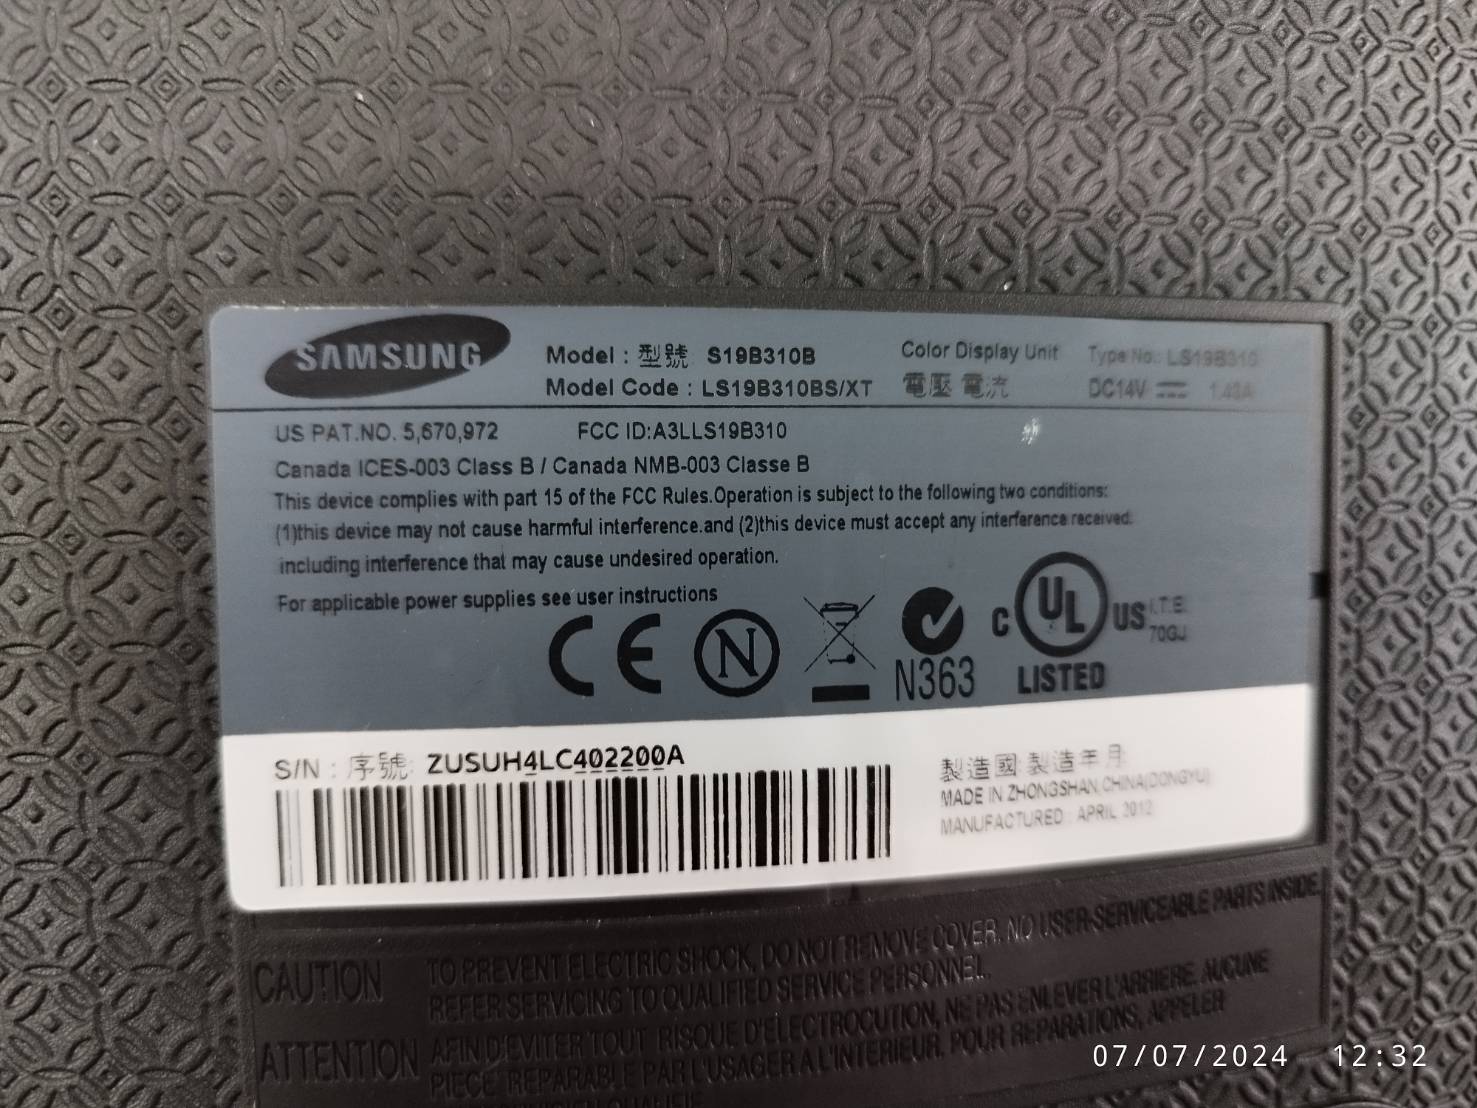 SAMSUNG
Model : 型號 S19B310B
Model Code : LS19B310BS/XT
Color Display Unit Type No.: LS19B310
電壓 電流 DC14V ⎓ 1.43A
US PAT.NO. 5,670,972 FCC ID:A3LLS19B310
Canada ICES-003 Class B / Canada NMB-003 Classe B
This device complies with part 15 of the FCC Rules.Operation is subject to the following two conditions:
(1)this device may not cause harmful interference.and (2)this device must accept any interference received.
including interference that may cause undesired operation.
For applicable power supplies see user instructions
CE N N363 C UL US LISTED I.T.E.
70GJ
S/N : 序號: ZUSUH4LC402200A
製造國 製造年月
MADE IN ZHONGSHAN,CHINA(DONGYU)
MANUFACTURED : APRIL 2012
CAUTION TO PREVENT ELECTRIC SHOCK, DO NOT REMOVE COVER. NO USER-SERVICEABLE PARTS INSIDE.
REFER SERVICING TO QUALIFIED SERVICE PERSONNEL.
ATTENTION AFIN D'EVITER TOUT RISQUE D'ELECTROCUTION, NE PAS ENLEVER L'ARRIERE. AUCUNE
PIECE REPARABLE PAR L'USAGER A L'INTERIEUR. POUR REPARATIONS, APPELER
07/07/2024 12:32